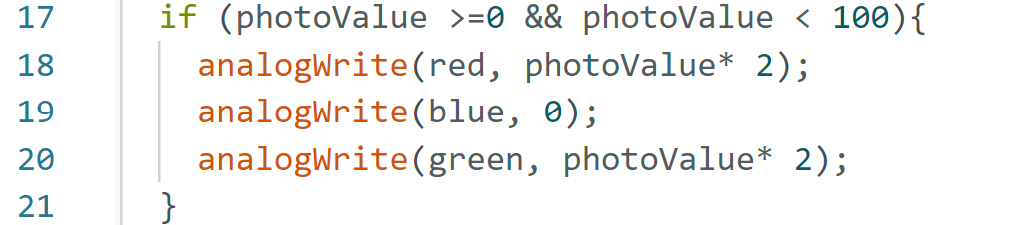 17 if (photoValue >=0 && photoValue < 100){
18 analogWrite(red, photoValue* 2);
19 analogWrite(blue, 0);
20 analogWrite(green, photoValue* 2);
21 }